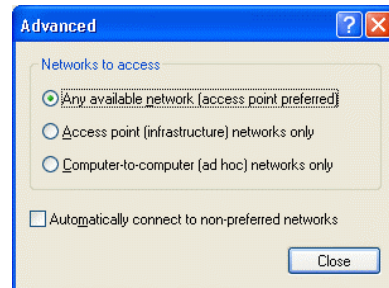 Advanced
Networks to access
Any available network (access point preferred)
Access point (infrastructure) networks only
Computer-to-computer (ad hoc) networks only
Automatically connect to non-preferred networks
Close